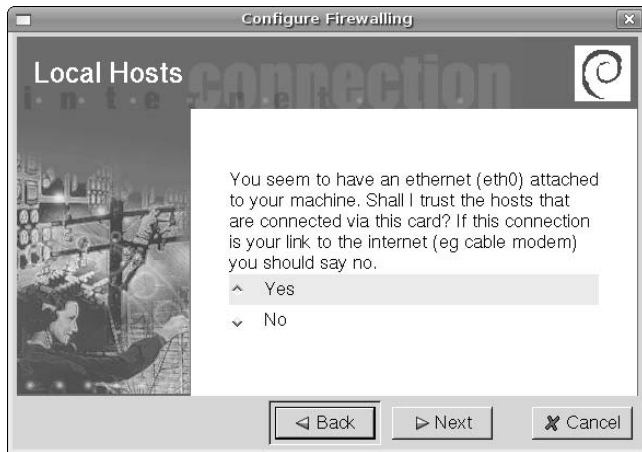 Configure Firewalling
Local Hosts
connection
i n t e r n e t
You seem to have an ethernet (eth0) attached
to your machine. Shall I trust the hosts that
are connected via this card? If this connection
is your link to the internet (eg cable modem)
you should say no.
Yes
No
Back
Next
Cancel